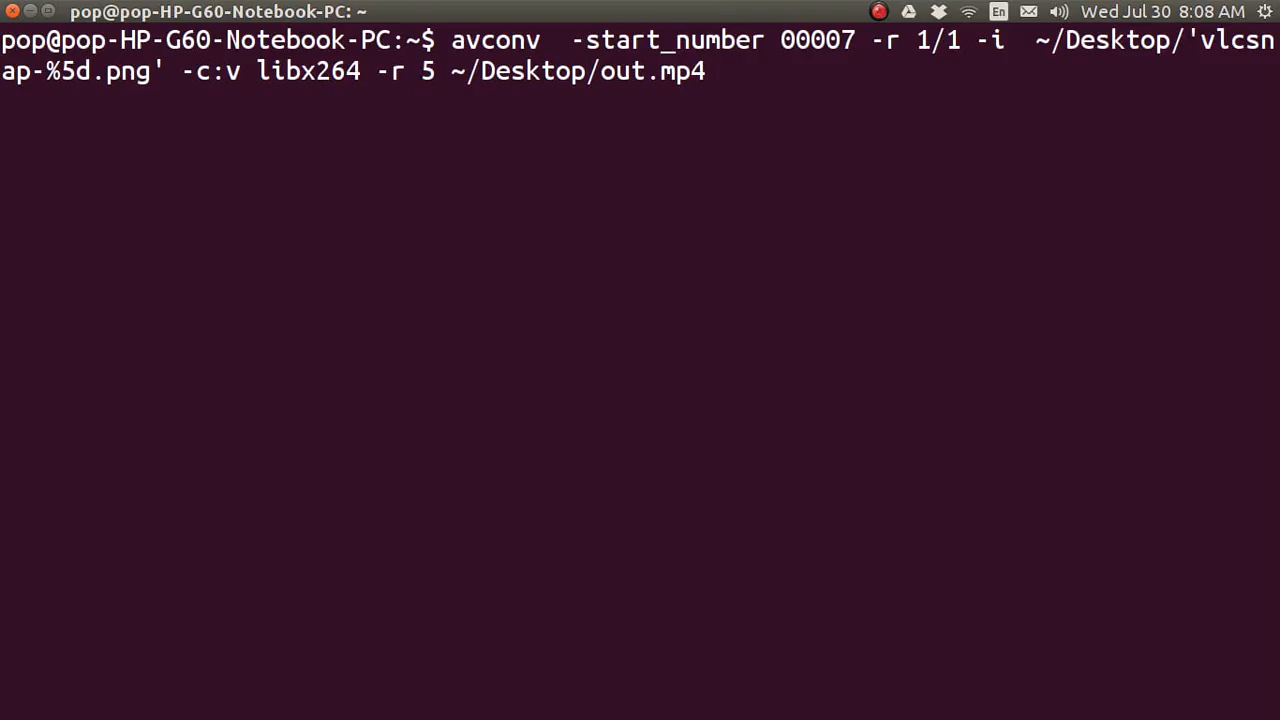 pop@pop-HP-G60-Notebook-PC: ~
En
Wed Jul 30 8:08 AM
pop@pop-HP-G60-Notebook-PC:~$ avconv  -start_number 00007 -r 1/1 -i  ~/Desktop/'vlcsn
ap-%5d.png' -c:v libx264 -r 5 ~/Desktop/out.mp4